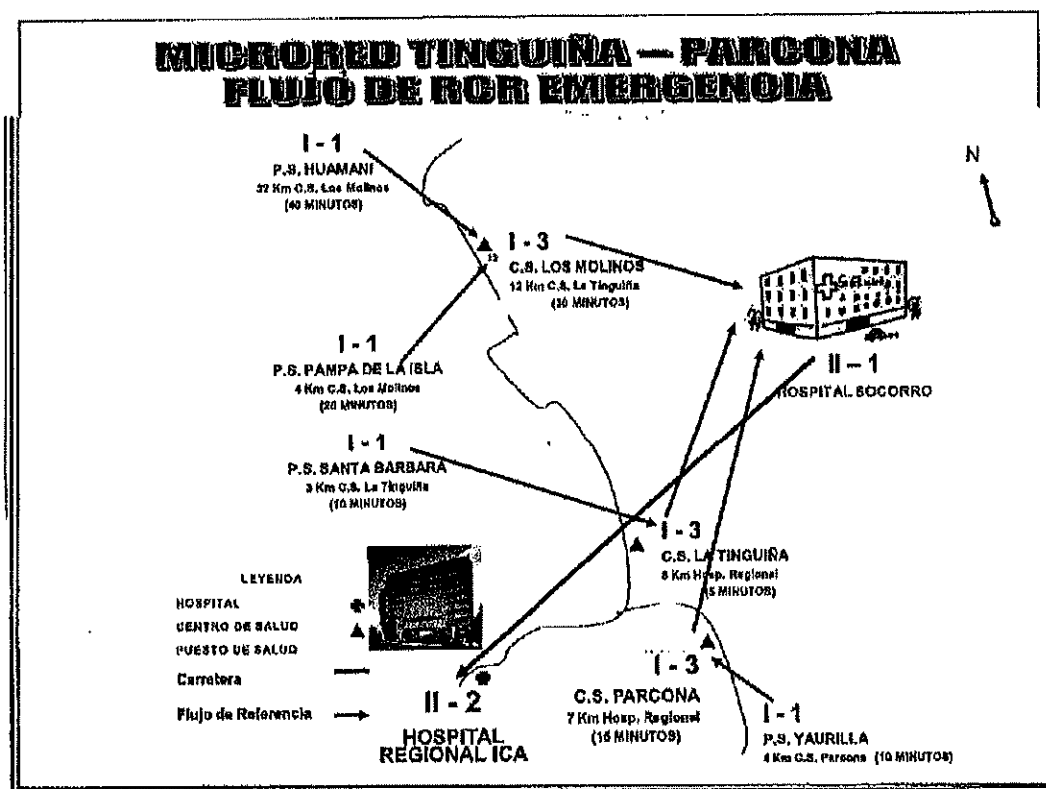 MICRORED TINGUIÑA — PARCONA
FLUJO DE RCR EMERGENCIA
I - 1
P.S. HUAMANI
32 Km C.S. Los Molinos
(40 MINUTOS)
N
I - 3
C.S. LOS MOLINOS
12 Km C.S. La Tinguiña
(30 MINUTOS)
I - 1
P.S. PAMPA DE LA ISLA
4 Km C.S. Los Molinos
(20 MINUTOS)
II – 1
HOSPITAL SOCORRO
I - 1
P.S. SANTA BARBARA
3 Km C.S. La Tinguiña
(10 MINUTOS)
I - 3
C.S. LA TINGUIÑA
8 Km Hosp. Regional
(5 MINUTOS)
LEYENDA
HOSPITAL
CENTRO DE SALUD
PUESTO DE SALUD
Carretera
Flujo de Referencia
II - 2
HOSPITAL
REGIONAL ICA
I - 3
C.S. PARCONA
7 Km Hosp. Regional
(15 MINUTOS)
I - 1
P.S. YAURILLA
4 Km C.S. Parcona (10 MINUTOS)